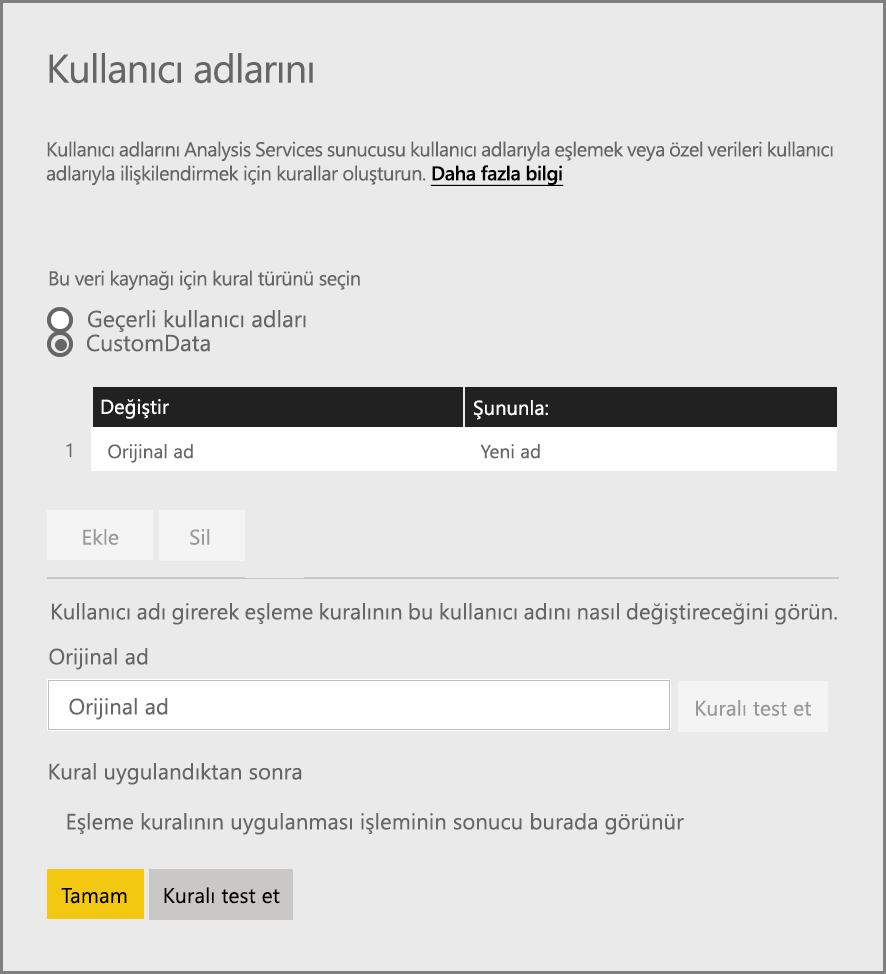 Kullanıcı adlarını
Kullanıcı adlarını Analysis Services sunucusu kullanıcı adlarıyla eşlemek veya özel verileri kullanıcı
adlarıyla ilişkilendirmek için kurallar oluşturun. Daha fazla bilgi
Bu veri kaynağı için kural türünü seçin
Geçerli kullanıcı adları
CustomData
Değiştir Şununla:
1 Orijinal ad Yeni ad
Ekle Sil
Kullanıcı adı girerek eşleme kuralının bu kullanıcı adını nasıl değiştireceğini görün.
Orijinal ad
Orijinal ad Kuralı test et
Kural uygulandıktan sonra
Eşleme kuralının uygulanması işleminin sonucu burada görünür
Tamam Kuralı test et